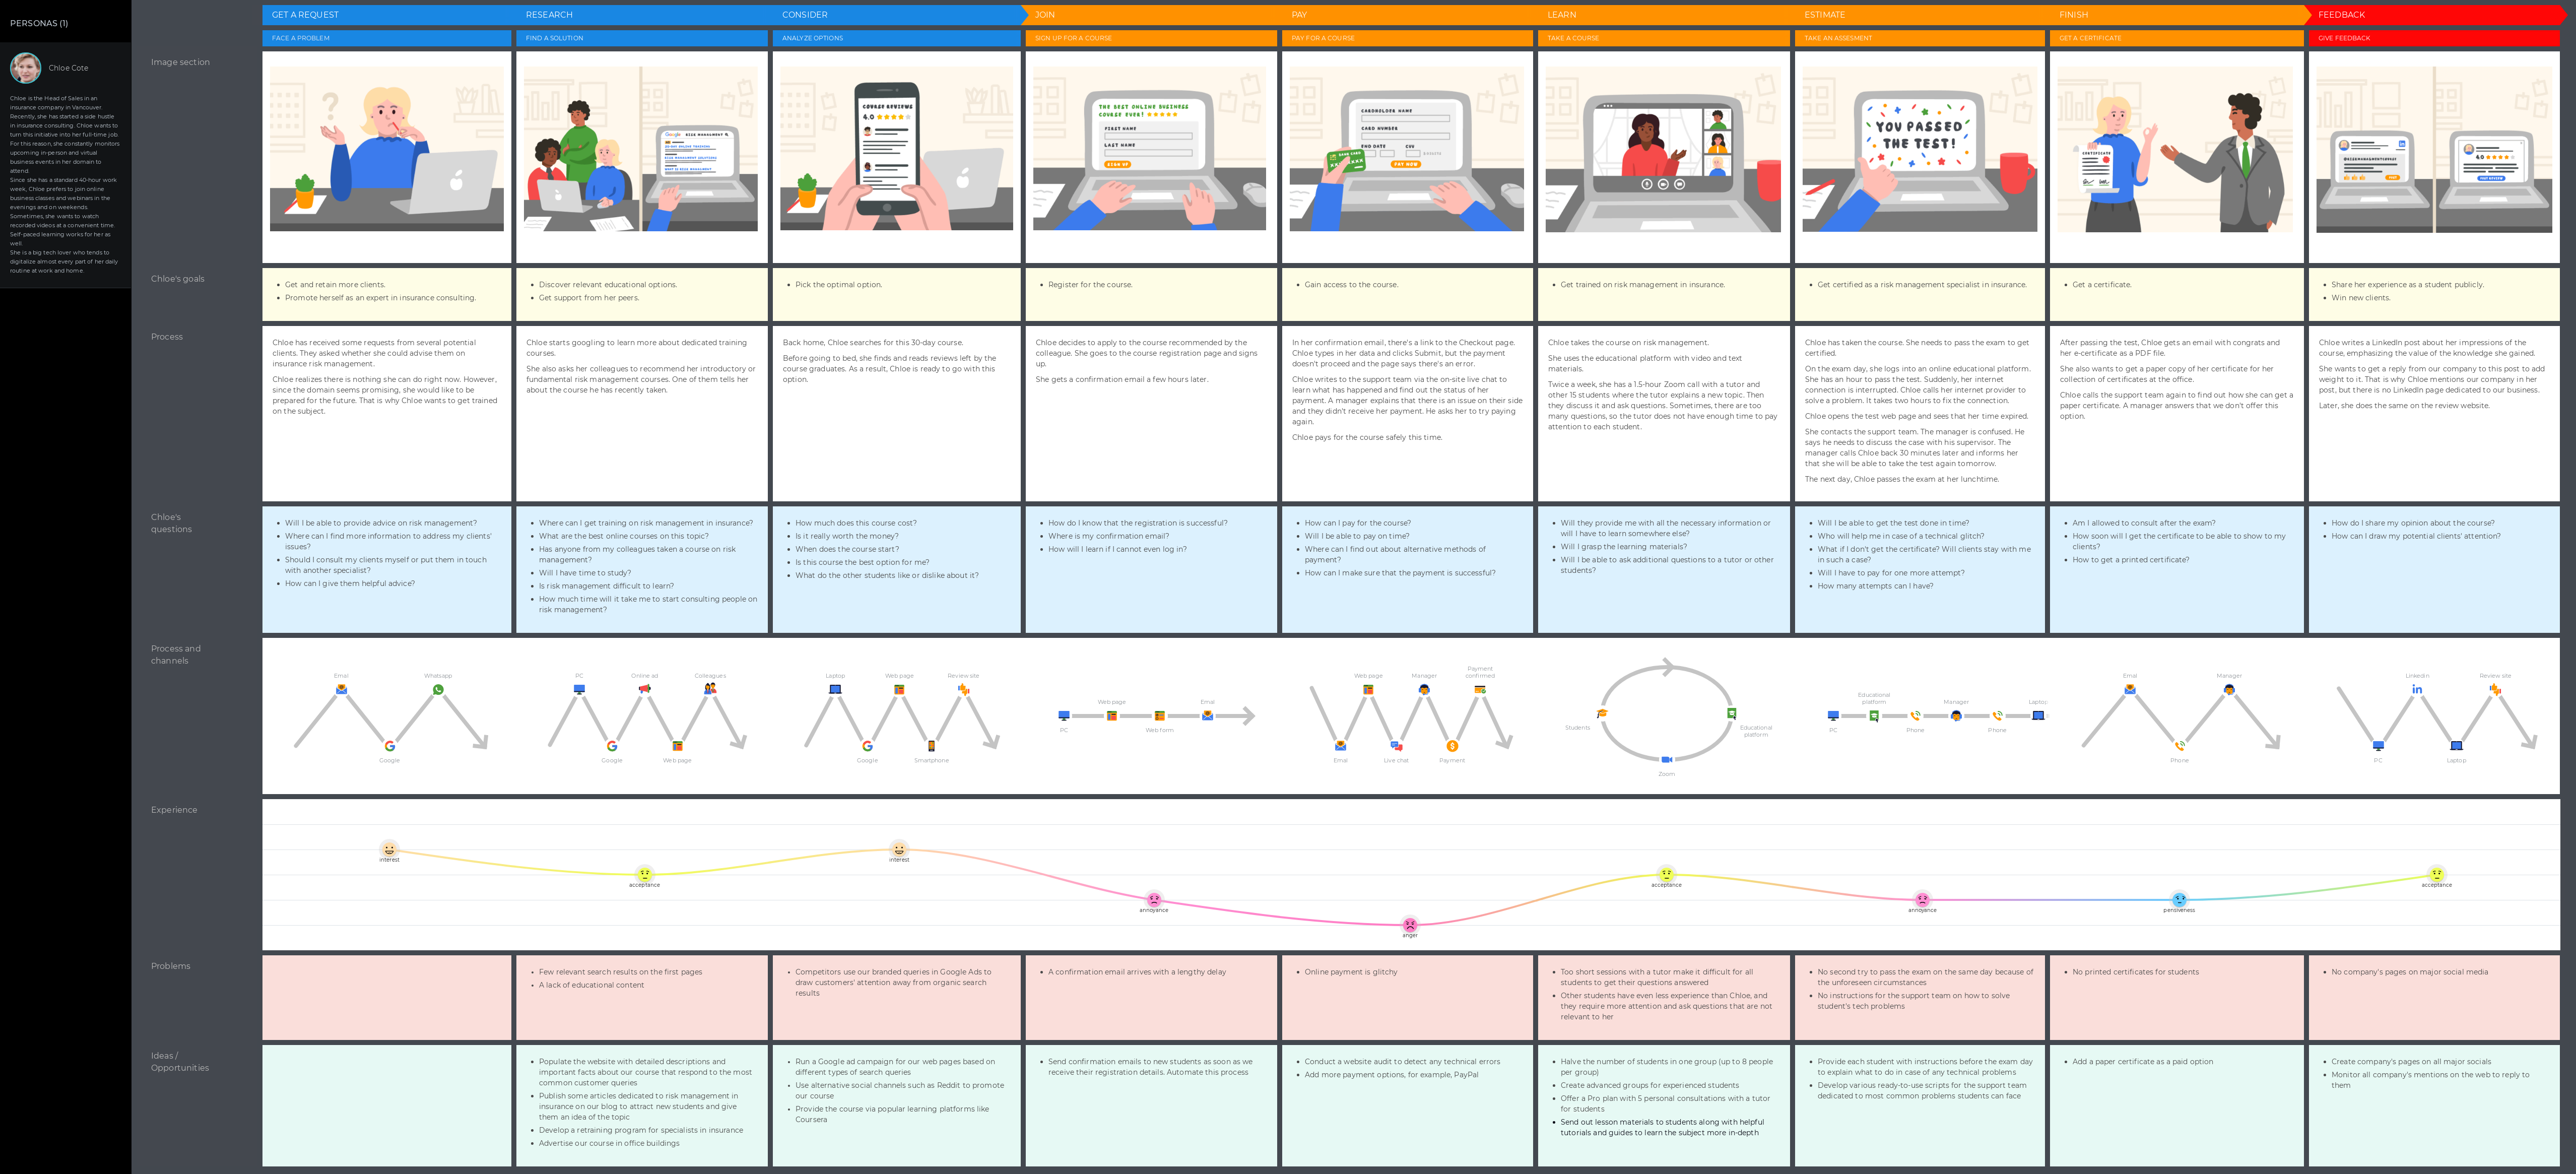 PERSONAS (1)
Chloe Cote
Chloe is the Head of Sales in an
insurance company in Vancouver.
Recently, she has started a side hustle
in insurance consulting. Chloe wants to
turn this initiative into her full-time job.
For this reason, she constantly monitors
upcoming in-person and virtual
business events in her domain to
attend.
Since she has a standard 40-hour work
week, Chloe prefers to join online
business classes and webinars in the
evenings and on weekends.
Sometimes, she wants to watch
recorded videos at a convenient time.
Self-paced learning works for her as
well.
She is a big tech lover who tends to
digitalize almost every part of her daily
routine at work and home.
GET A REQUEST
RESEARCH
CONSIDER
JOIN
PAY
LEARN
ESTIMATE
FINISH
FEEDBACK
FACE A PROBLEM
FIND A SOLUTION
ANALYZE OPTIONS
SIGN UP FOR A COURSE
PAY FOR A COURSE
TAKE A COURSE
TAKE AN ASSESMENT
GET A CERTIFICATE
GIVE FEEDBACK
Image section
?
Google
COURSE REVIEWS
4.0
THE BEST ONLINE BUSINESS
COURSE EVER!
FIRST NAME
LAST NAME
SIGN UP
CARDHOLDER NAME
CARD NUMBER
END DATE
CVV
PAY NOW
YOU PASSED
THE TEST!
CERTIFICATE
4.0
Chloe's goals
• Get and retain more clients.
• Promote herself as an expert in insurance consulting.
• Discover relevant educational options.
• Get support from her peers.
• Pick the optimal option.
• Register for the course.
• Gain access to the course.
• Get trained on risk management in insurance.
• Get certified as a risk management specialist in insurance.
• Get a certificate.
• Share her experience as a student publicly.
• Win new clients.
Process
Chloe has received some requests from several potential
clients. They asked whether she could advise them on
insurance risk management.
Chloe realizes there is nothing she can do right now. However,
since the domain seems promising, she would like to be
prepared for the future. That is why Chloe wants to get trained
on the subject.
Chloe starts googling to learn more about dedicated training
courses.
She also asks her colleagues to recommend her introductory or
fundamental risk management courses. One of them tells her
about the course he has recently taken.
Back home, Chloe searches for this 30-day course.
Before going to bed, she finds and reads reviews left by the
course graduates. As a result, Chloe is ready to go with this
option.
Chloe decides to apply to the course recommended by the
colleague. She goes to the course registration page and signs
up.
She gets a confirmation email a few hours later.
In her confirmation email, there's a link to the Checkout page.
Chloe types in her data and clicks Submit, but the payment
doesn't proceed and the page says there's an error.
Chloe writes to the support team via the on-site live chat to
learn what has happened and find out the status of her
payment. A manager explains that there is an issue on their side
and they didn't receive her payment. He asks her to try paying
again.
Chloe pays for the course safely this time.
Chloe takes the course on risk management.
She uses the educational platform with video and text
materials.
Twice a week, she has a 1.5-hour Zoom call with a tutor and
other 15 students where the tutor explains a new topic. Then
they discuss it and ask questions. Sometimes, there are too
many questions, so the tutor does not have enough time to pay
attention to each student.
Chloe has taken the course. She needs to pass the exam to get
certified.
On the exam day, she logs into an online educational platform.
She has an hour to pass the test. Suddenly, her internet
connection is interrupted. Chloe calls her internet provider to
solve a problem. It takes two hours to fix the connection.
Chloe opens the test web page and sees that her time expired.
She contacts the support team. The manager is confused. He
says he needs to discuss the case with his supervisor. The
manager calls Chloe back 30 minutes later and informs her
that she will be able to take the test again tomorrow.
The next day, Chloe passes the exam at her lunchtime.
After passing the test, Chloe gets an email with congrats and
her e-certificate as a PDF file.
She also wants to get a paper copy of her certificate for her
collection of certificates at the office.
Chloe calls the support team again to find out how she can get a
paper certificate. A manager answers that we don't offer this
option.
Chloe writes a LinkedIn post about her impressions of the
course, emphasizing the value of the knowledge she gained.
She wants to get a reply from our company to this post to add
weight to it. That is why Chloe mentions our company in her
post, but there is no LinkedIn page dedicated to our business.
Later, she does the same on the review website.
Chloe's
questions
• Will I be able to provide advice on risk management?
• Where can I find more information to address my clients'
issues?
• Should I consult my clients myself or put them in touch
with another specialist?
• How can I give them helpful advice?
• Where can I get training on risk management in insurance?
• What are the best online courses on this topic?
• Has anyone from my colleagues taken a course on risk
management?
• Will I have time to study?
• Is risk management difficult to learn?
• How much time will it take me to start consulting people on
risk management?
• How much does this course cost?
• Is it really worth the money?
• When does the course start?
• Is this course the best option for me?
• What do the other students like or dislike about it?
• How do I know that the registration is successful?
• Where is my confirmation email?
• How will I learn if I cannot even log in?
• How can I pay for the course?
• Will I be able to pay on time?
• Where can I find out about alternative methods of
payment?
• How can I make sure that the payment is successful?
• Will they provide me with all the necessary information or
will I have to learn somewhere else?
• Will I grasp the learning materials?
• Will I be able to ask additional questions to a tutor or other
students?
• Will I be able to get the test done in time?
• Who will help me in case of a technical glitch?
• What if I don't get the certificate? Will clients stay with me
in such a case?
• Will I have to pay for one more attempt?
• How many attempts can I have?
• Am I allowed to consult after the exam?
• How soon will I get the certificate to be able to show to my
clients?
• How to get a printed certificate?
• How do I share my opinion about the course?
• How can I draw my potential clients' attention?
Process and
channels
Email
Whatsapp
Google
PC
Online ad
Colleagues
Google
Web page
Laptop
Web page
Review site
Google
Smartphone
Web page
Email
PC
Web form
Web page
Manager
Payment
confirmed
Email
Live chat
Payment
Students
Educational
platform
Zoom
Educational
platform
Manager
Laptop
PC
Phone
Phone
Email
Manager
Phone
Linkedin
Review site
PC
Laptop
Experience
interest
acceptance
interest
annoyance
anger
acceptance
annoyance
pensiveness
acceptance
Problems
• Few relevant search results on the first pages
• A lack of educational content
• Competitors use our branded queries in Google Ads to
draw customers' attention away from organic search
results
• A confirmation email arrives with a lengthy delay
• Online payment is glitchy
• Too short sessions with a tutor make it difficult for all
students to get their questions answered
• Other students have even less experience than Chloe, and
they require more attention and ask questions that are not
relevant to her
• No second try to pass the exam on the same day because of
the unforeseen circumstances
• No instructions for the support team on how to solve
student's tech problems
• No printed certificates for students
• No company's pages on major social media
Ideas /
Opportunities
• Populate the website with detailed descriptions and
important facts about our course that respond to the most
common customer queries
• Publish some articles dedicated to risk management in
insurance on our blog to attract new students and give
them an idea of the topic
• Develop a retraining program for specialists in insurance
• Advertise our course in office buildings
• Run a Google ad campaign for our web pages based on
different types of search queries
• Use alternative social channels such as Reddit to promote
our course
• Provide the course via popular learning platforms like
Coursera
• Send confirmation emails to new students as soon as we
receive their registration details. Automate this process
• Conduct a website audit to detect any technical errors
• Add more payment options, for example, PayPal
• Halve the number of students in one group (up to 8 people
per group)
• Create advanced groups for experienced students
• Offer a Pro plan with 5 personal consultations with a tutor
for students
• Send out lesson materials to students along with helpful
tutorials and guides to learn the subject more in-depth
• Provide each student with instructions before the exam day
to explain what to do in case of any technical problems
• Develop various ready-to-use scripts for the support team
dedicated to most common problems students can face
• Add a paper certificate as a paid option
• Create company's pages on all major socials
• Monitor all company's mentions on the web to reply to
them